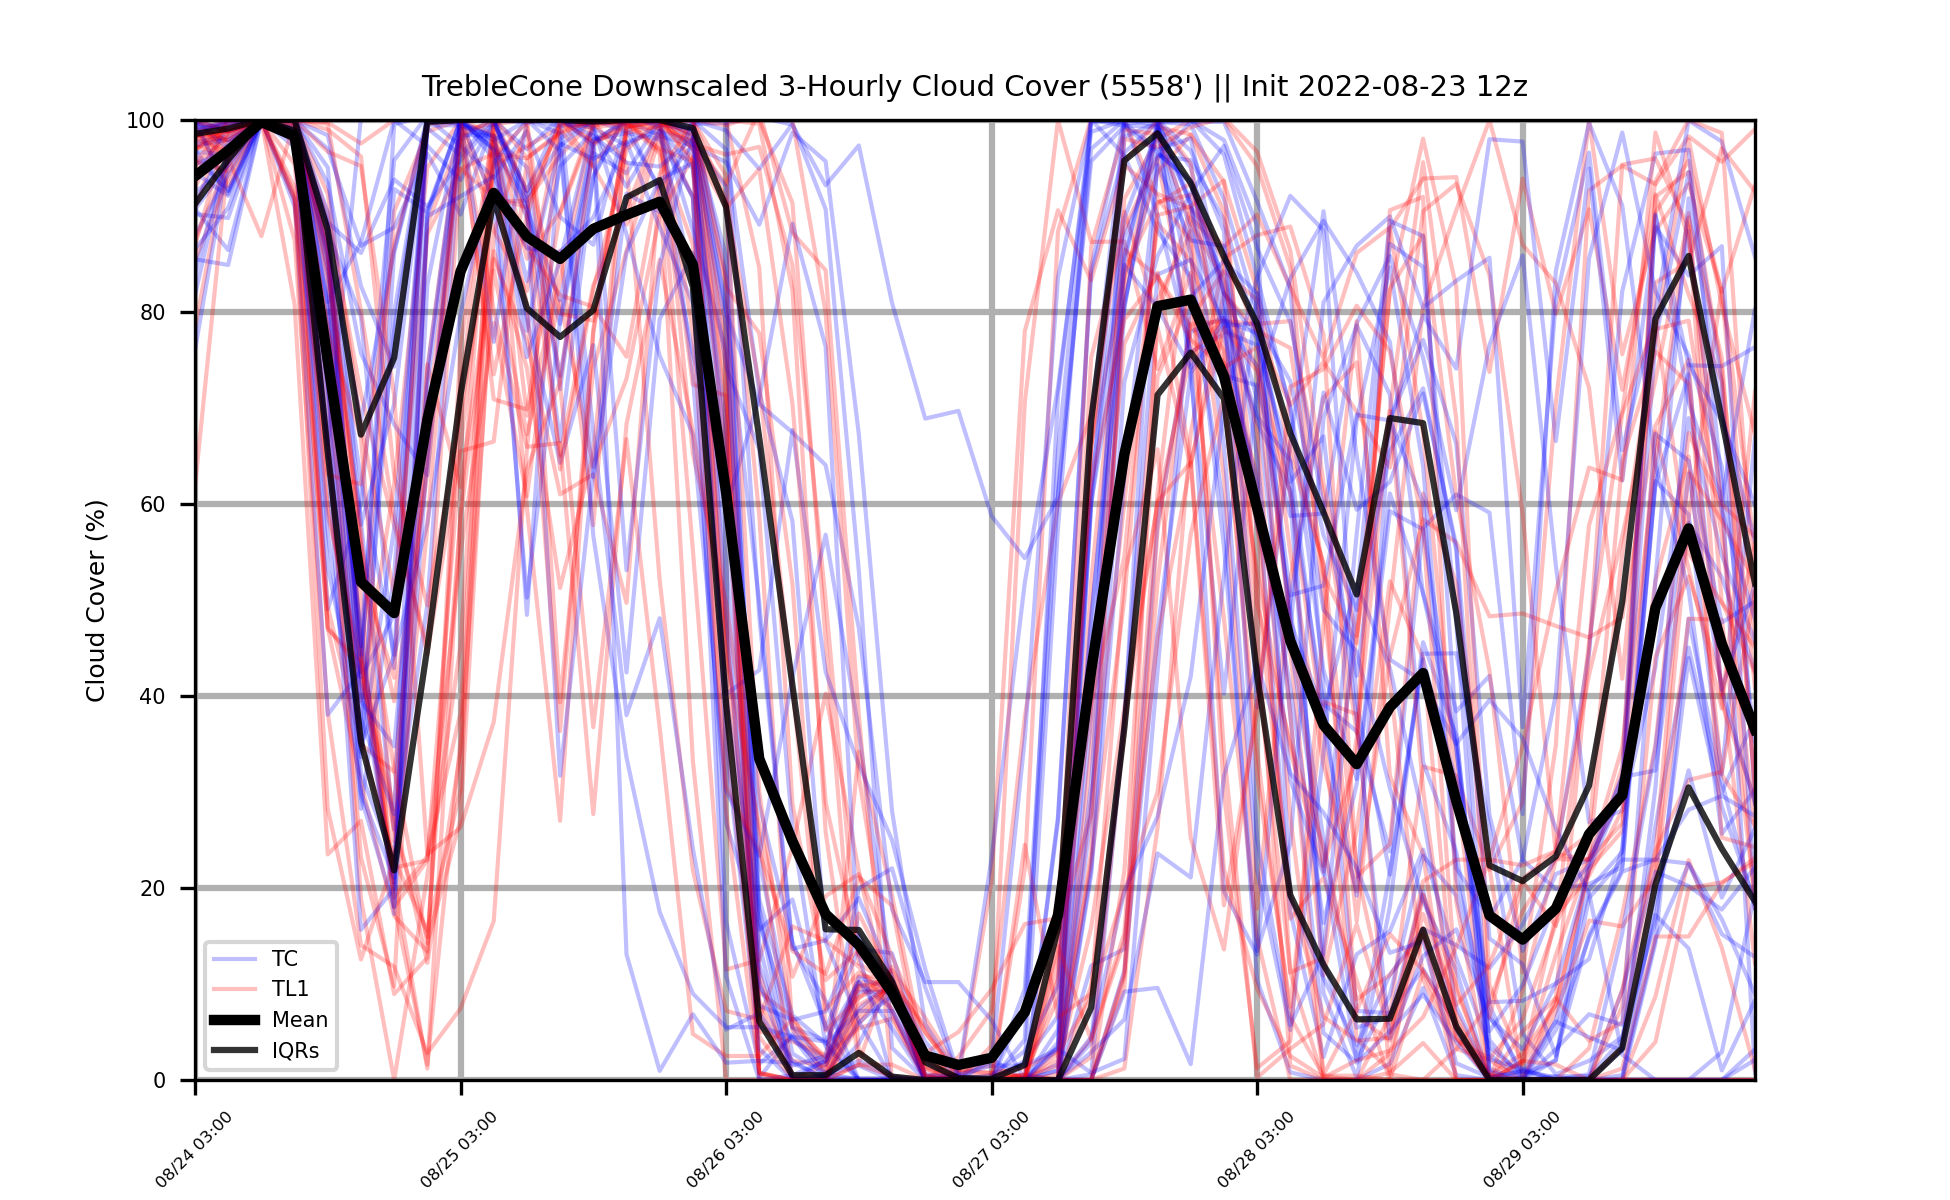 TrebleCone Downscaled 3-Hourly Cloud Cover (5558') || Init 2022-08-23 12z
Cloud Cover (%)
100
80
60
40
20
0
TC
TL1
Mean
IQRs
08/24 03:00
08/25 03:00
08/26 03:00
08/27 03:00
08/28 03:00
08/29 03:00